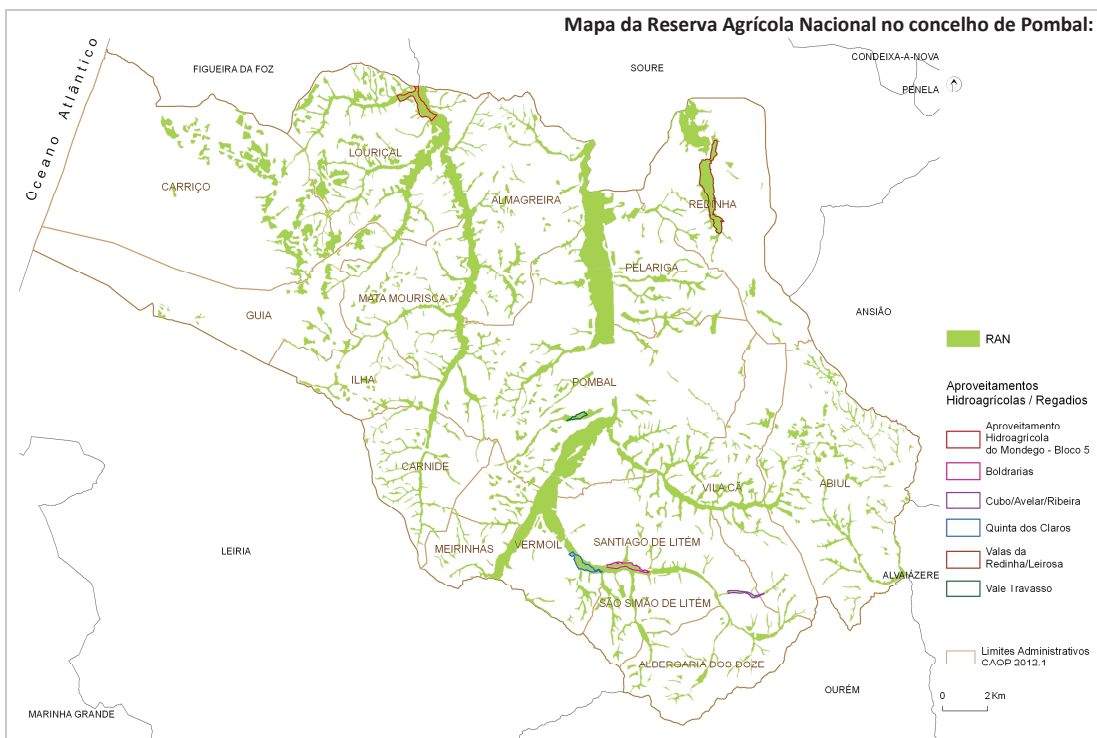 Mapa da Reserva Agrícola Nacional no concelho de Pombal:
Oceano Atlântico
FIGUEIRA DA FOZ
SOURE
CONDEIXA-A-NOVA
PENELA
LOURIÇAL
CARRIÇO
ALMAGREIRA
REDINHA
PELARIGA
MATA MOURISCA
GUIA
ANSIÃO
ILHA
POMBAL
CARNIDE
VILA CÃ
ABIUL
LEIRIA
MEIRINHAS
VERMOIL
SANTIAGO DE LITÉM
ALVAIÁZERE
SÃO SIMÃO DE LITÉM
ALBERGARIA DOS DOZE
OURÉM
MARINHA GRANDE
RAN
Aproveitamentos
Hidroagrícolas / Regadios
Aproveitamento
Hidroagrícola
do Mondego - Bloco 5
Boldrarias
Cubo/Avelar/Ribeira
Quinta dos Claros
Valas da
Redinha/Leirosa
Vale Travasso
Limites Administrativos
CAOP 2012.1
0 2 Km